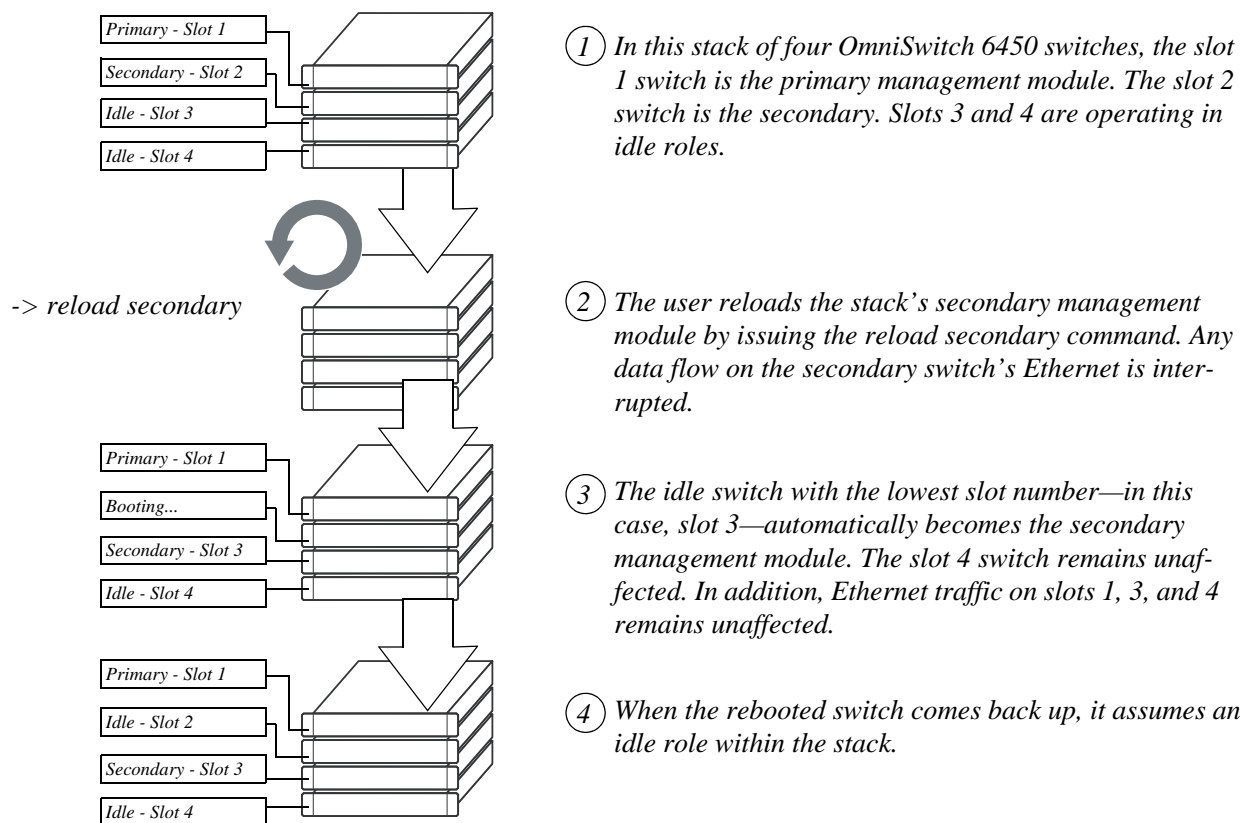 Primary - Slot 1
Secondary - Slot 2
Idle - Slot 3
Idle - Slot 4
1 In this stack of four OmniSwitch 6450 switches, the slot
1 switch is the primary management module. The slot 2
switch is the secondary. Slots 3 and 4 are operating in
idle roles.
-> reload secondary
2 The user reloads the stack’s secondary management
module by issuing the reload secondary command. Any
data flow on the secondary switch’s Ethernet is inter-
rupted.
Primary - Slot 1
Booting...
Secondary - Slot 3
Idle - Slot 4
3 The idle switch with the lowest slot number—in this
case, slot 3—automatically becomes the secondary
management module. The slot 4 switch remains unaf-
fected. In addition, Ethernet traffic on slots 1, 3, and 4
remains unaffected.
Primary - Slot 1
Idle - Slot 2
Secondary - Slot 3
Idle - Slot 4
4 When the rebooted switch comes back up, it assumes an
idle role within the stack.